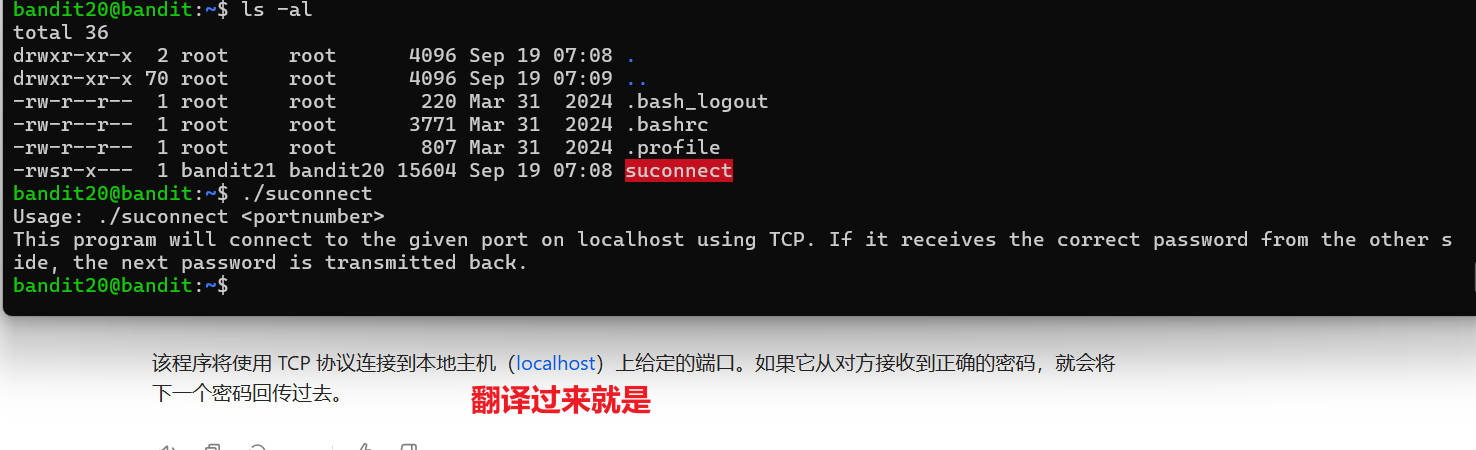 bandit20@bandit:~$ ls -al
total 36
drwxr-xr-x  2 root     root      4096 Sep 19 07:08 .
drwxr-xr-x 70 root     root      4096 Sep 19 07:09 ..
-rw-r--r--  1 root     root       220 Mar 31  2024 .bash_logout
-rw-r--r--  1 root     root      3771 Mar 31  2024 .bashrc
-rw-r--r--  1 root     root       807 Mar 31  2024 .profile
-rwsr-x---  1 bandit21 bandit20 15604 Sep 19 07:08 suconnect
bandit20@bandit:~$ ./suconnect
Usage: ./suconnect <portnumber>
This program will connect to the given port on localhost using TCP. If it receives the correct password from the other s
ide, the next password is transmitted back.
bandit20@bandit:~$
该程序将使用 TCP 协议连接到本地主机（localhost）上给定的端口。如果它从对方接收到正确的密码，就会将
下一个密码回传过去。
翻译过来就是